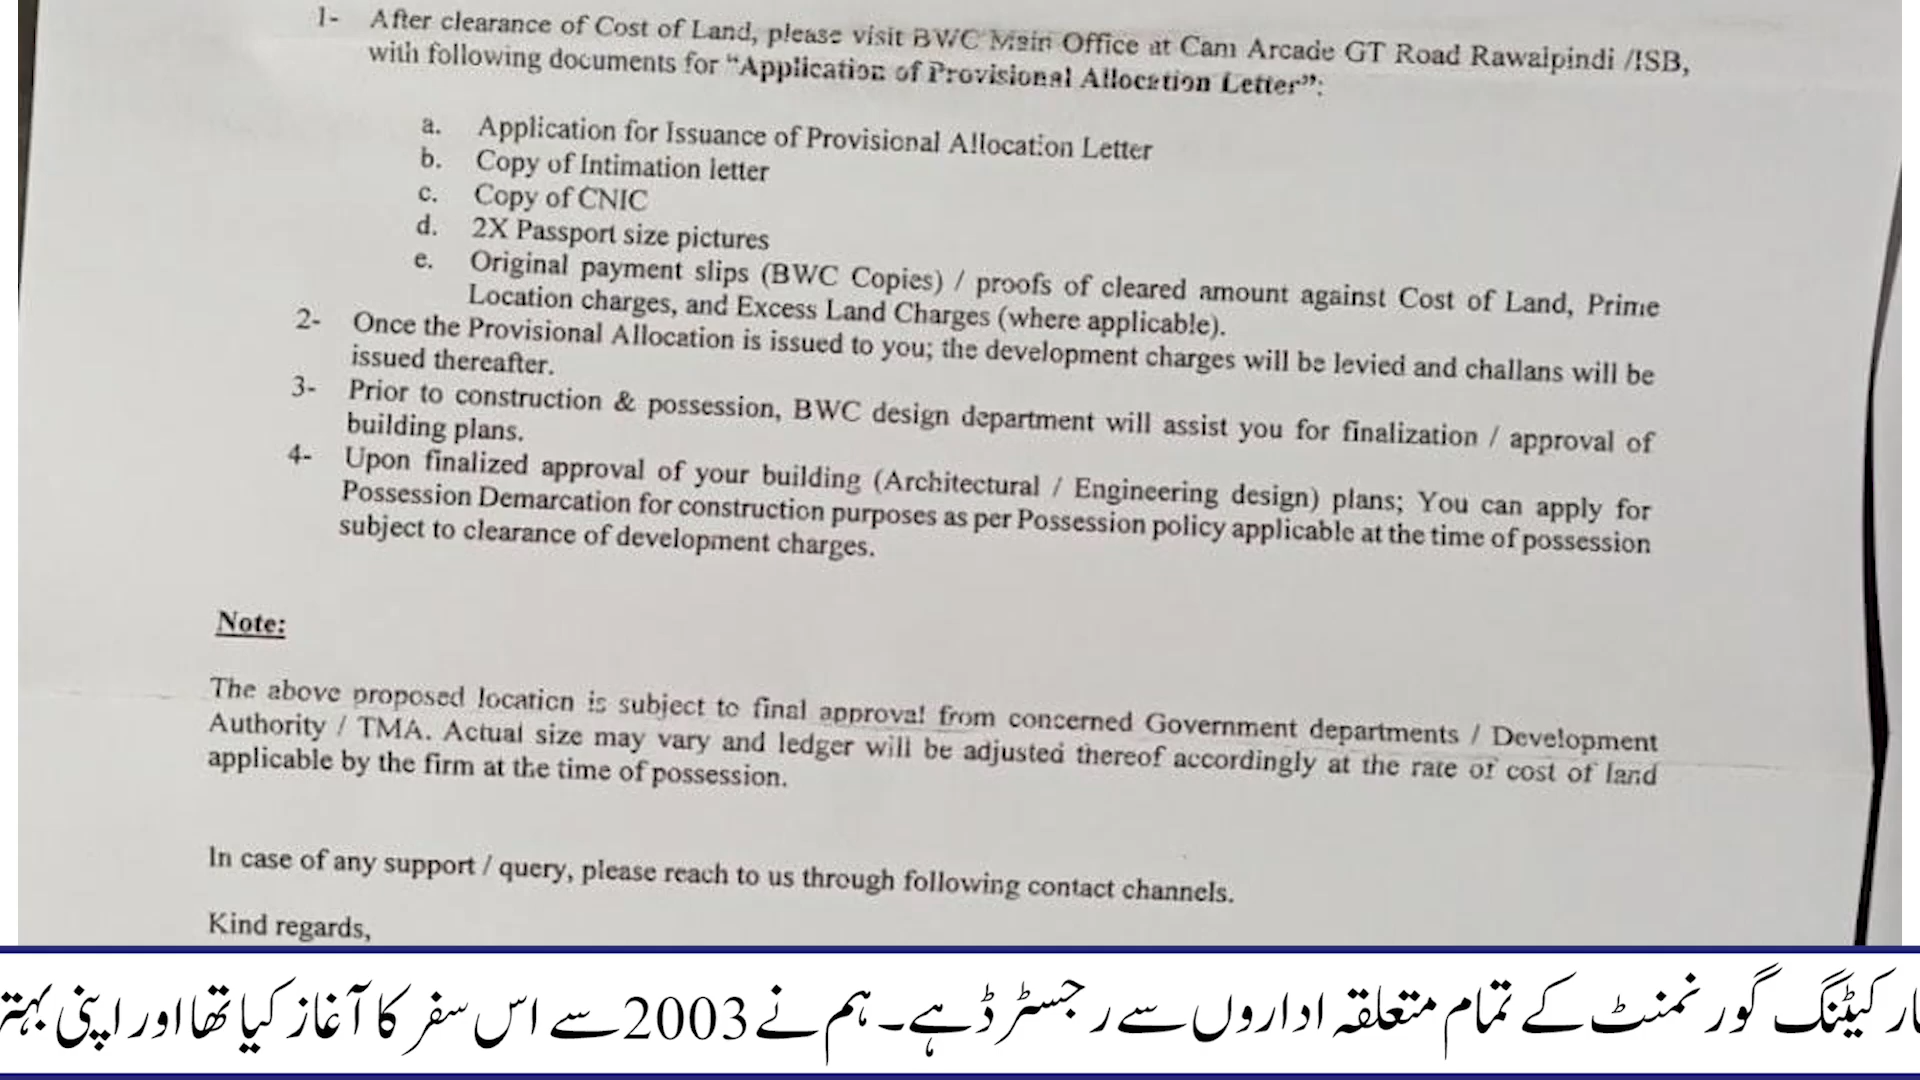 1- After clearance of Cost of Land, please visit BWC Main Office at Cam Arcade GT Road Rawalpindi /ISB,
with following documents for “Application of Provisional Allocation Letter”:
a. Application for Issuance of Provisional Allocation Letter
b. Copy of Intimation letter
c. Copy of CNIC
d. 2X Passport size pictures
e. Original payment slips (BWC Copies) / proofs of cleared amount against Cost of Land, Prime
Location charges, and Excess Land Charges (where applicable).
2- Once the Provisional Allocation is issued to you; the development charges will be levied and challans will be
issued thereafter.
3- Prior to construction & possession, BWC design department will assist you for finalization / approval of
building plans.
4- Upon finalized approval of your building (Architectural / Engineering design) plans; You can apply for
Possession Demarcation for construction purposes as per Possession policy applicable at the time of possession
subject to clearance of development charges.
Note:
The above proposed location is subject to final approval from concerned Government departments / Development
Authority / TMA. Actual size may vary and ledger will be adjusted thereof accordingly at the rate of cost of land
applicable by the firm at the time of possession.
In case of any support / query, please reach to us through following contact channels.
Kind regards,
ارکیٹنگ گورنمنٹ کے تمام متعلقہ اداروں سے رجسٹرڈ ہے۔ ہم نے 2003 سے اس سفر کا آغاز کیا تھا اور اپنی بہتر